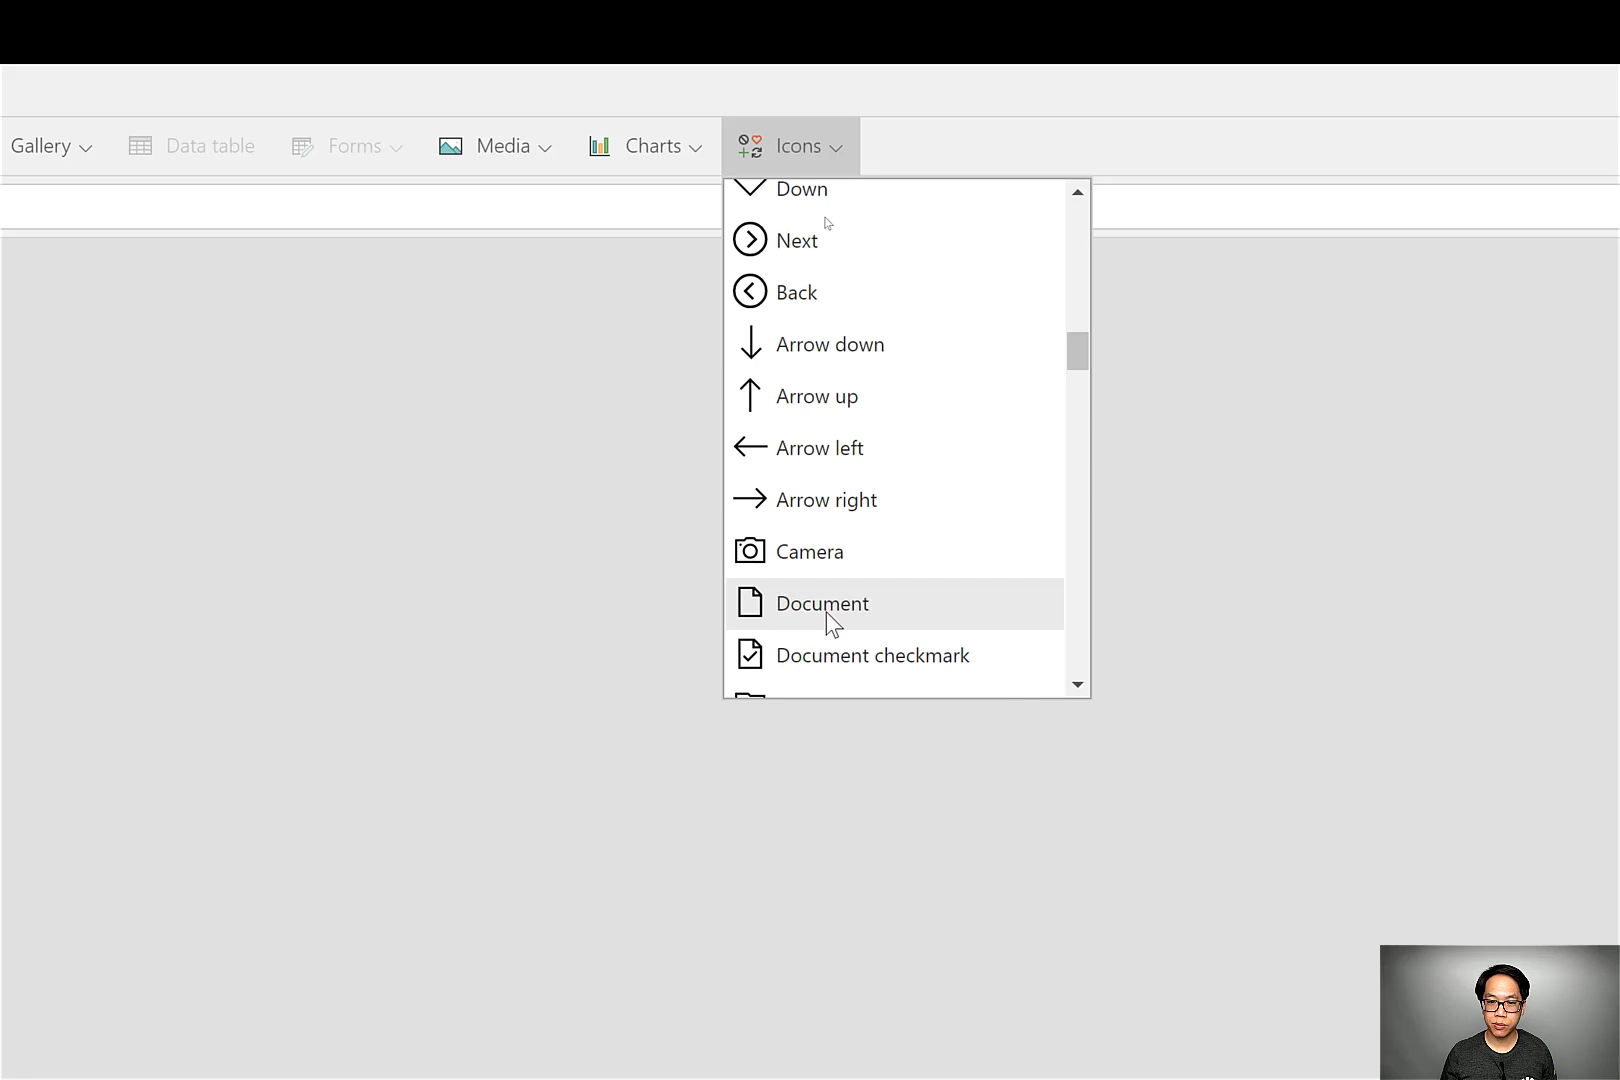 Gallery Data table Forms Media Charts Icons
Down
Next
Back
Arrow down
Arrow up
Arrow left
Arrow right
Camera
Document
Document checkmark